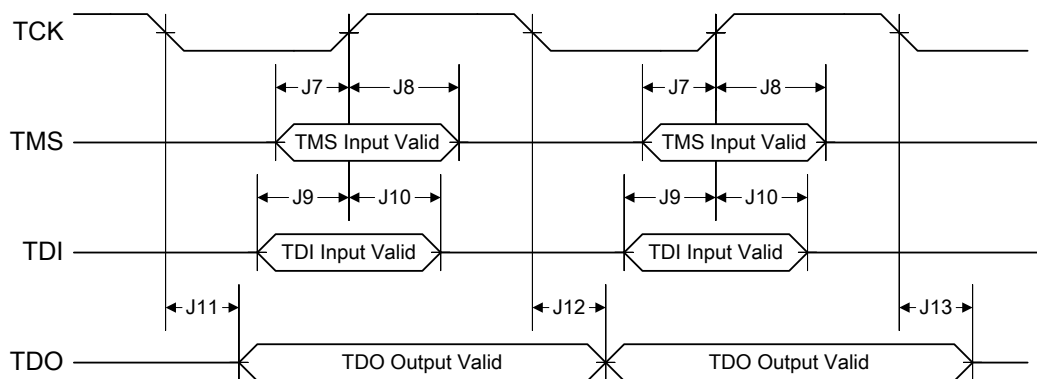 TCK
J7 J8 J7 J8
TMS TMS Input Valid TMS Input Valid
J9 J10 J9 J10
TDI TDI Input Valid TDI Input Valid
J11 J12 J13
TDO TDO Output Valid TDO Output Valid